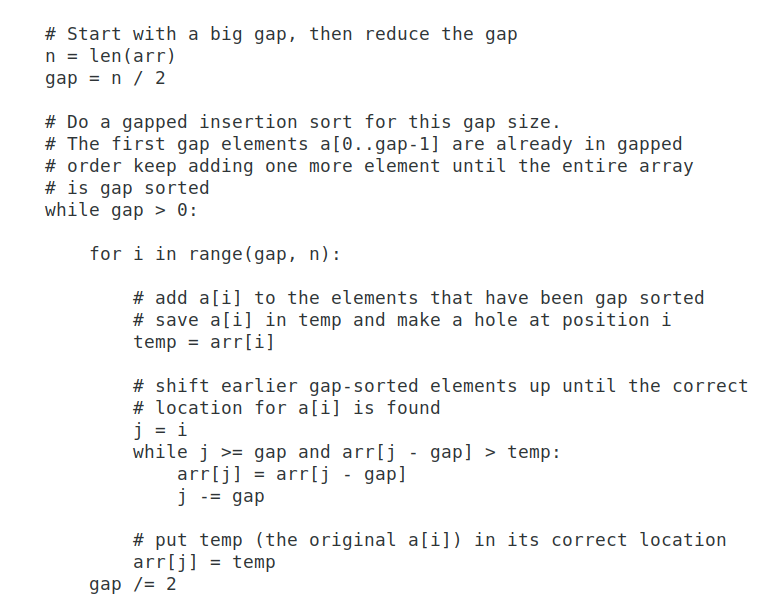 # Start with a big gap, then reduce the gap
n = len(arr)
gap = n / 2
# Do a gapped insertion sort for this gap size.
# The first gap elements a[0..gap-1] are already in gapped
# order keep adding one more element until the entire array
# is gap sorted
while gap > 0:
for i in range(gap, n):
# add a[i] to the elements that have been gap sorted
# save a[i] in temp and make a hole at position i
temp = arr[i]
# shift earlier gap-sorted elements up until the correct
# location for a[i] is found
j = i
while j >= gap and arr[j - gap] > temp:
arr[j] = arr[j - gap]
j -= gap
# put temp (the original a[i]) in its correct location
arr[j] = temp
gap /= 2